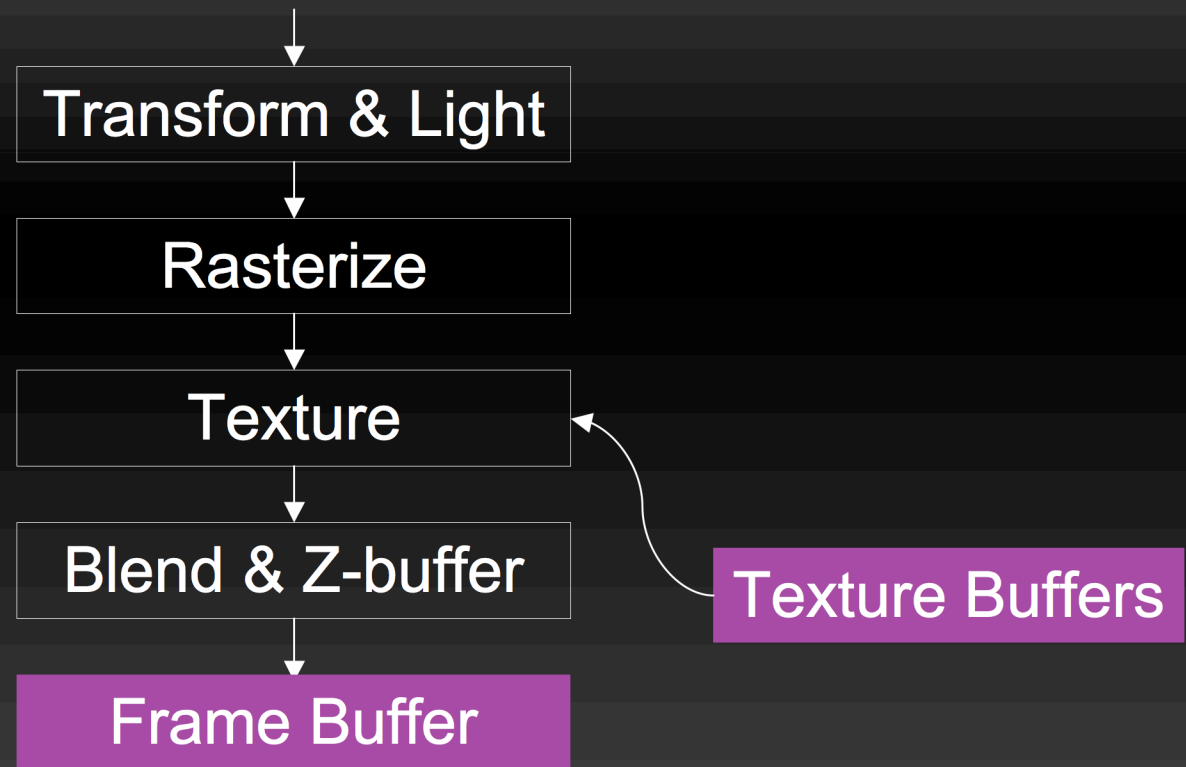 Transform & Light
Rasterize
Texture
Blend & Z-buffer
Texture Buffers
Frame Buffer